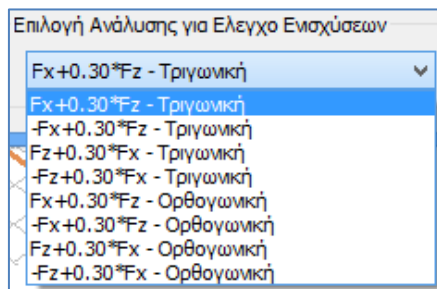 Επιλογή Ανάλυσης για Ελεγχο Ενισχύσεων
Fx+0.30*Fz - Τριγωνική
Fx+0.30*Fz - Τριγωνική
-Fx+0.30*Fz - Τριγωνική
Fz+0.30*Fx - Τριγωνική
-Fz+0.30*Fx - Τριγωνική
Fx+0.30*Fz - Ορθογωνική
-Fx+0.30*Fz - Ορθογωνική
Fz+0.30*Fx - Ορθογωνική
-Fz+0.30*Fx - Ορθογωνική